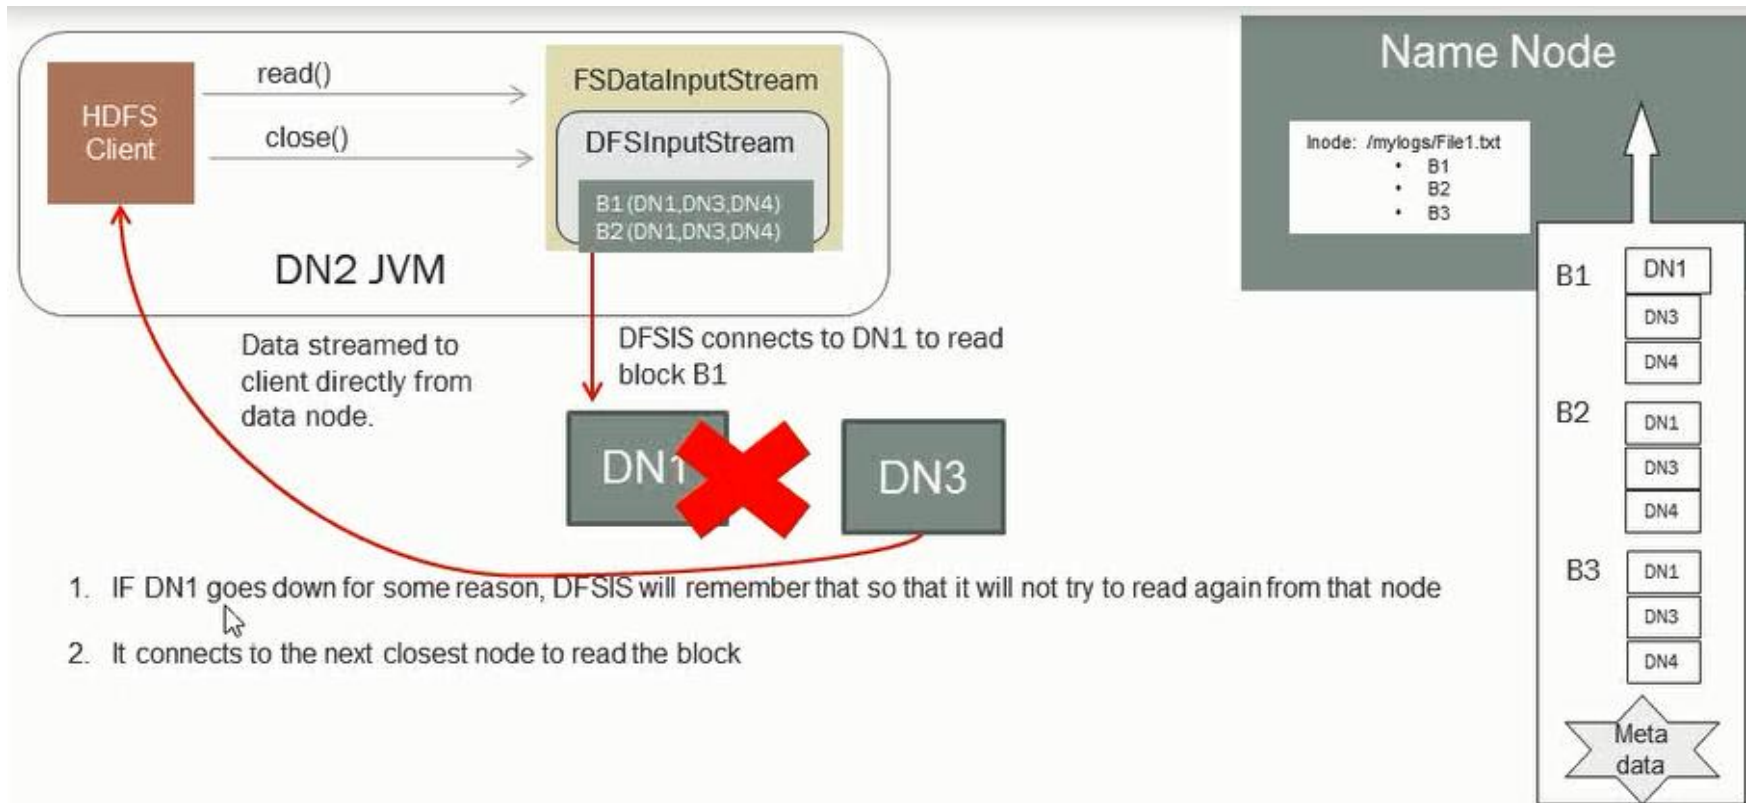 HDFS
Client
read()
close()
FSDataInputStream
DFSInputStream
B1 (DN1,DN3,DN4)
B2 (DN1,DN3,DN4)
DN2 JVM
Data streamed to
client directly from
data node.
DFSIS connects to DN1 to read
block B1
DN1
DN3
1. IF DN1 goes down for some reason, DFSIS will remember that so that it will not try to read again from that node
2. It connects to the next closest node to read the block
Name Node
Inode: /mylogs/File1.txt
• B1
• B2
• B3
B1
DN1
DN3
DN4
B2
DN1
DN3
DN4
B3
DN1
DN3
DN4
Meta
data